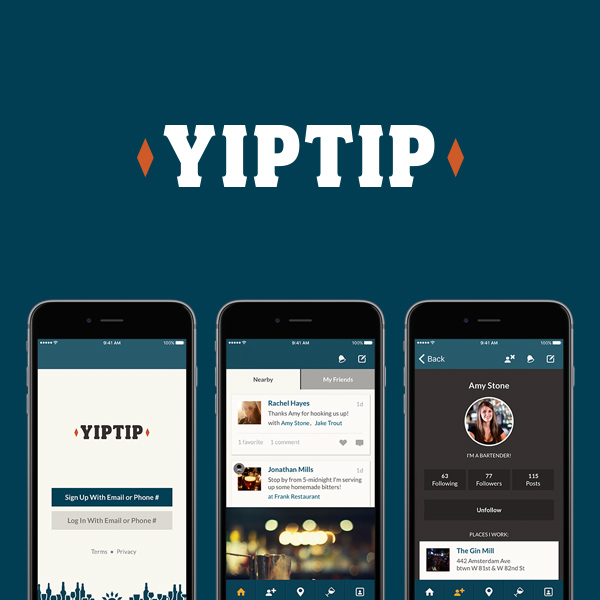 YIPTIP
9:41 AM
100%
YIPTIP
Sign Up With Email or Phone #
Log In With Email or Phone #
Terms • Privacy
9:41 AM
100%
Nearby
My Friends
Rachel Hayes
1d
Thanks Amy for hooking us up!
with Amy Stone, Jake Trout
1 favorite 1 comment
Jonathan Mills
1d
Stop by from 5-midnight I'm serving
up some homemade bitters!
at Frank Restaurant
9:41 AM
100%
Back
Amy Stone
I'M A BARTENDER!
63
Following
77
Followers
115
Posts
Unfollow
PLACES I WORK:
The Gin Mill
442 Amsterdam Ave
btwn W 81st & W 82nd St